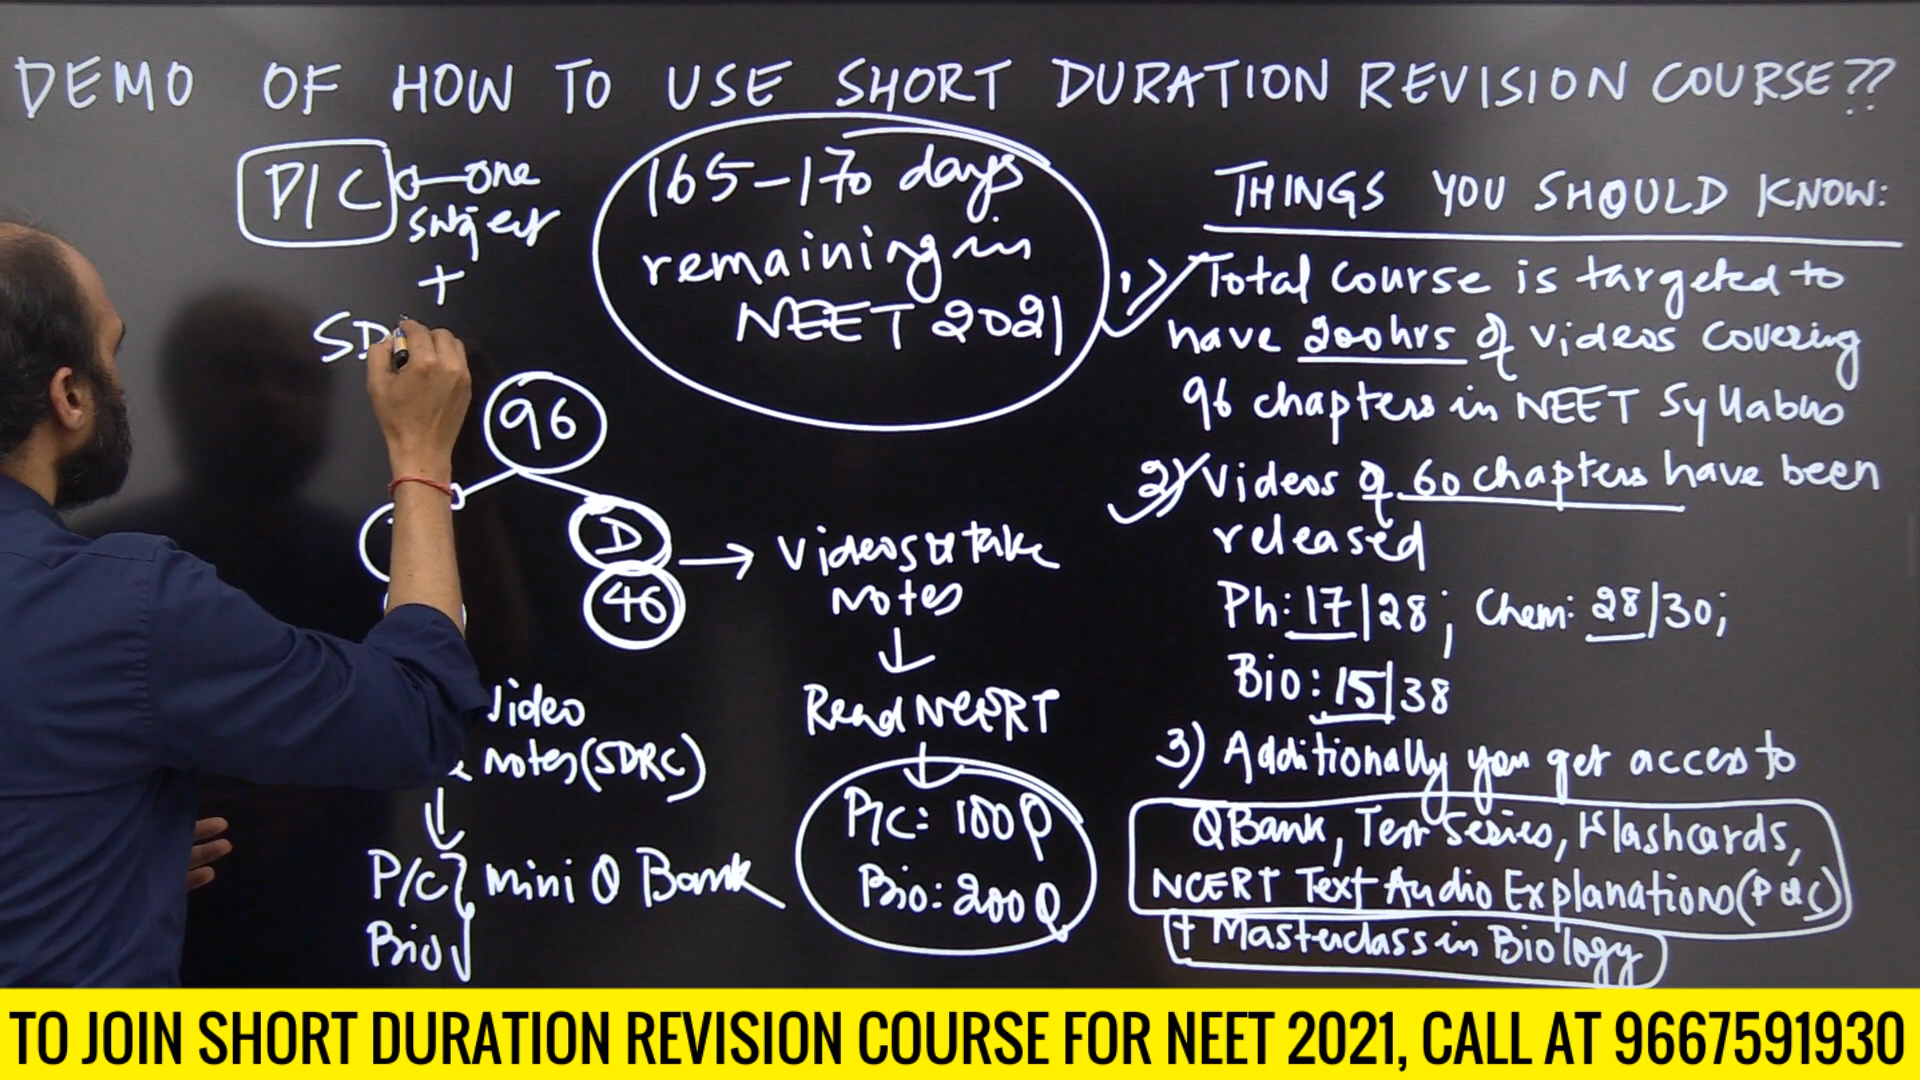 DEMO OF HOW TO USE SHORT DURATION REVISION COURSE??
P/C one
subject
+
SD
96
D
46
Videos & take
notes
Read NCERT
P/C: 100 Q
Bio: 200 Q
Video
notes (SDRC)
P/C } mini Q Bank
Bio
165-170 days
remaining in
NEET 2021
THINGS YOU SHOULD KNOW:
1) Total course is targeted to
have 200hrs of videos covering
96 chapters in NEET Syllabus
2) Videos of 60 chapters have been
released
Ph: 17/28; Chem: 28/30;
Bio: 15/38
3) Additionally you get access to
QBank, Test Series, Flashcards,
NCERT Text Audio Explanations (P&C)
+ Masterclass in Biology
TO JOIN SHORT DURATION REVISION COURSE FOR NEET 2021, CALL AT 9667591930